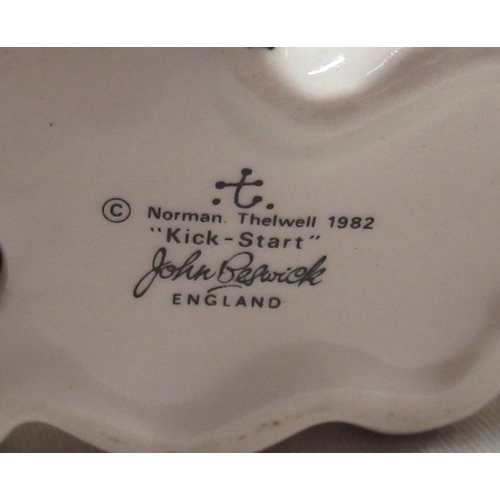 © Norman Thelwell 1982
"Kick-Start"
John Beswick
ENGLAND